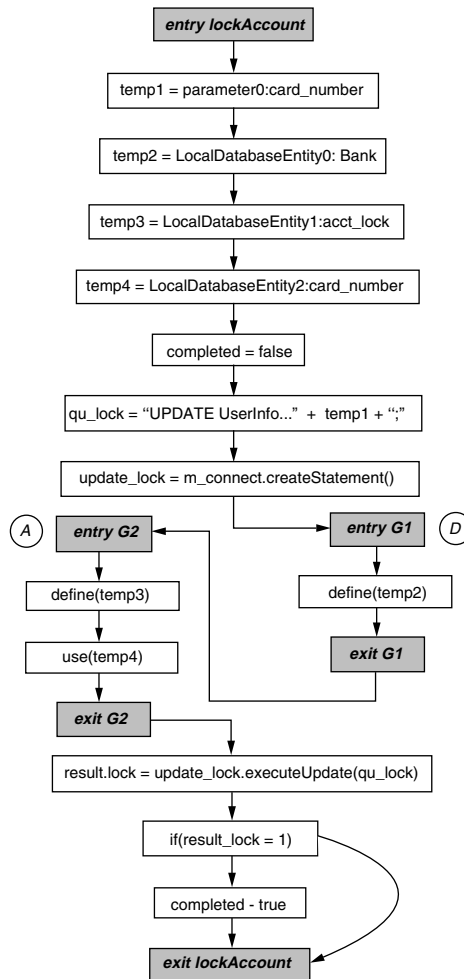 entry lockAccount
temp1 = parameter0:card_number
temp2 = LocalDatabaseEntity0: Bank
temp3 = LocalDatabaseEntity1:acct_lock
temp4 = LocalDatabaseEntity2:card_number
completed = false
qu_lock = “UPDATE UserInfo...” + temp1 + “;”
update_lock = m_connect.createStatement()
entry G1
D
define(temp2)
exit G1
A
entry G2
define(temp3)
use(temp4)
exit G2
result.lock = update_lock.executeUpdate(qu_lock)
if(result_lock = 1)
completed - true
exit lockAccount